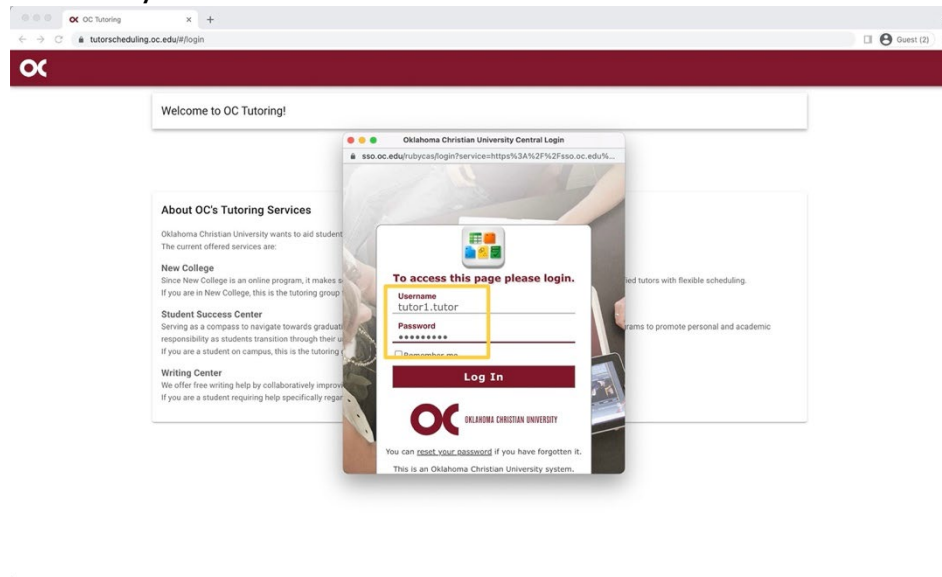 OC Tutoring
tutorscheduling.oc.edu/#/login
Guest (2)
OC
Welcome to OC Tutoring!
Oklahoma Christian University Central Login
sso.oc.edu/rubycas/login?service=https%3A%2F%2Fsso.oc.edu%...
About OC's Tutoring Services
Oklahoma Christian University wants to aid student
The current offered services are:
New College
Since New College is an online program, it makes s
ied tutors with flexible scheduling.
If you are in New College, this is the tutoring group
Student Success Center
Serving as a compass to navigate towards graduati
rams to promote personal and academic
responsibility as students transition through their u
If you are a student on campus, this is the tutoring
Writing Center
We offer free writing help by collaboratively improv
If you are a student requiring help specifically regar
To access this page please login.
Username
tutor1.tutor
Password
•••••••••
Remember me
Log In
OC OKLAHOMA CHRISTIAN UNIVERSITY
You can reset your password if you have forgotten it.
This is an Oklahoma Christian University system.